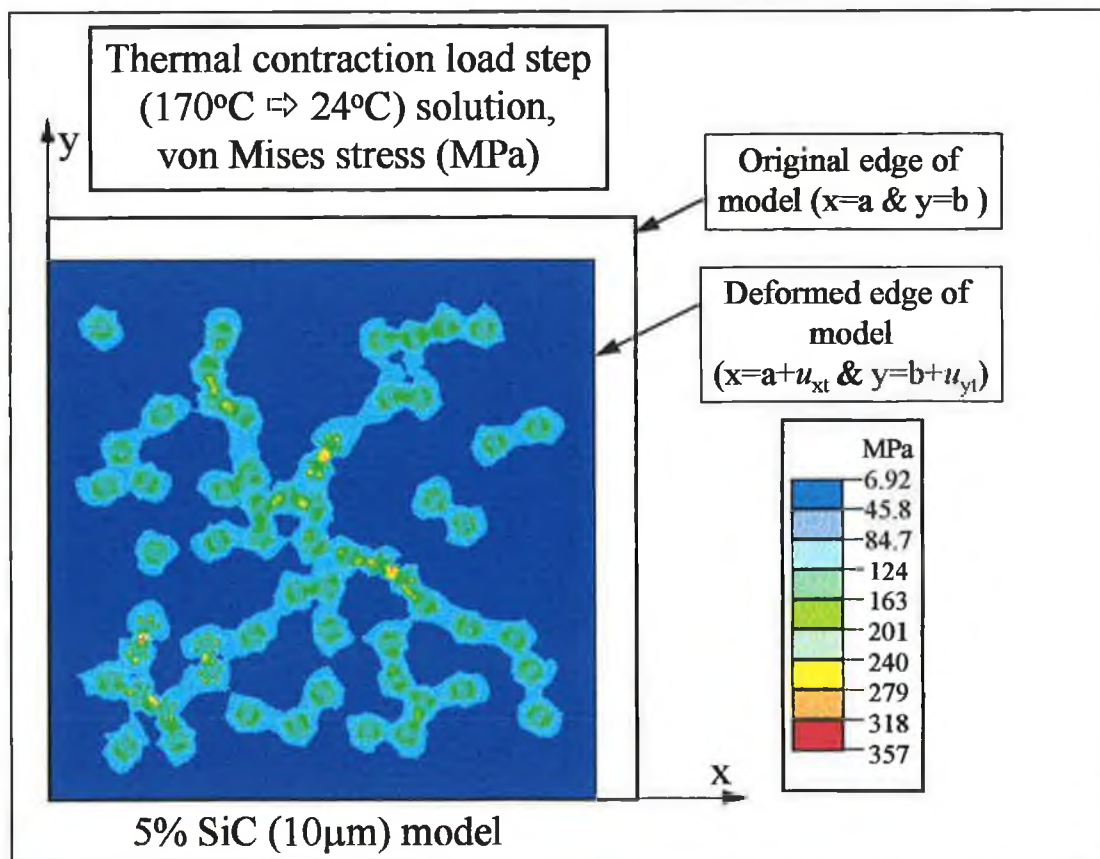 Thermal contraction load step
(170°C ⇨ 24°C) solution,
von Mises stress (MPa)
y
Original edge of
model (x=a & y=b )
Deformed edge of
model
(x=a+u_xt & y=b+u_yt)
MPa
6.92
45.8
84.7
124
163
201
240
279
318
357
x
5% SiC (10μm) model